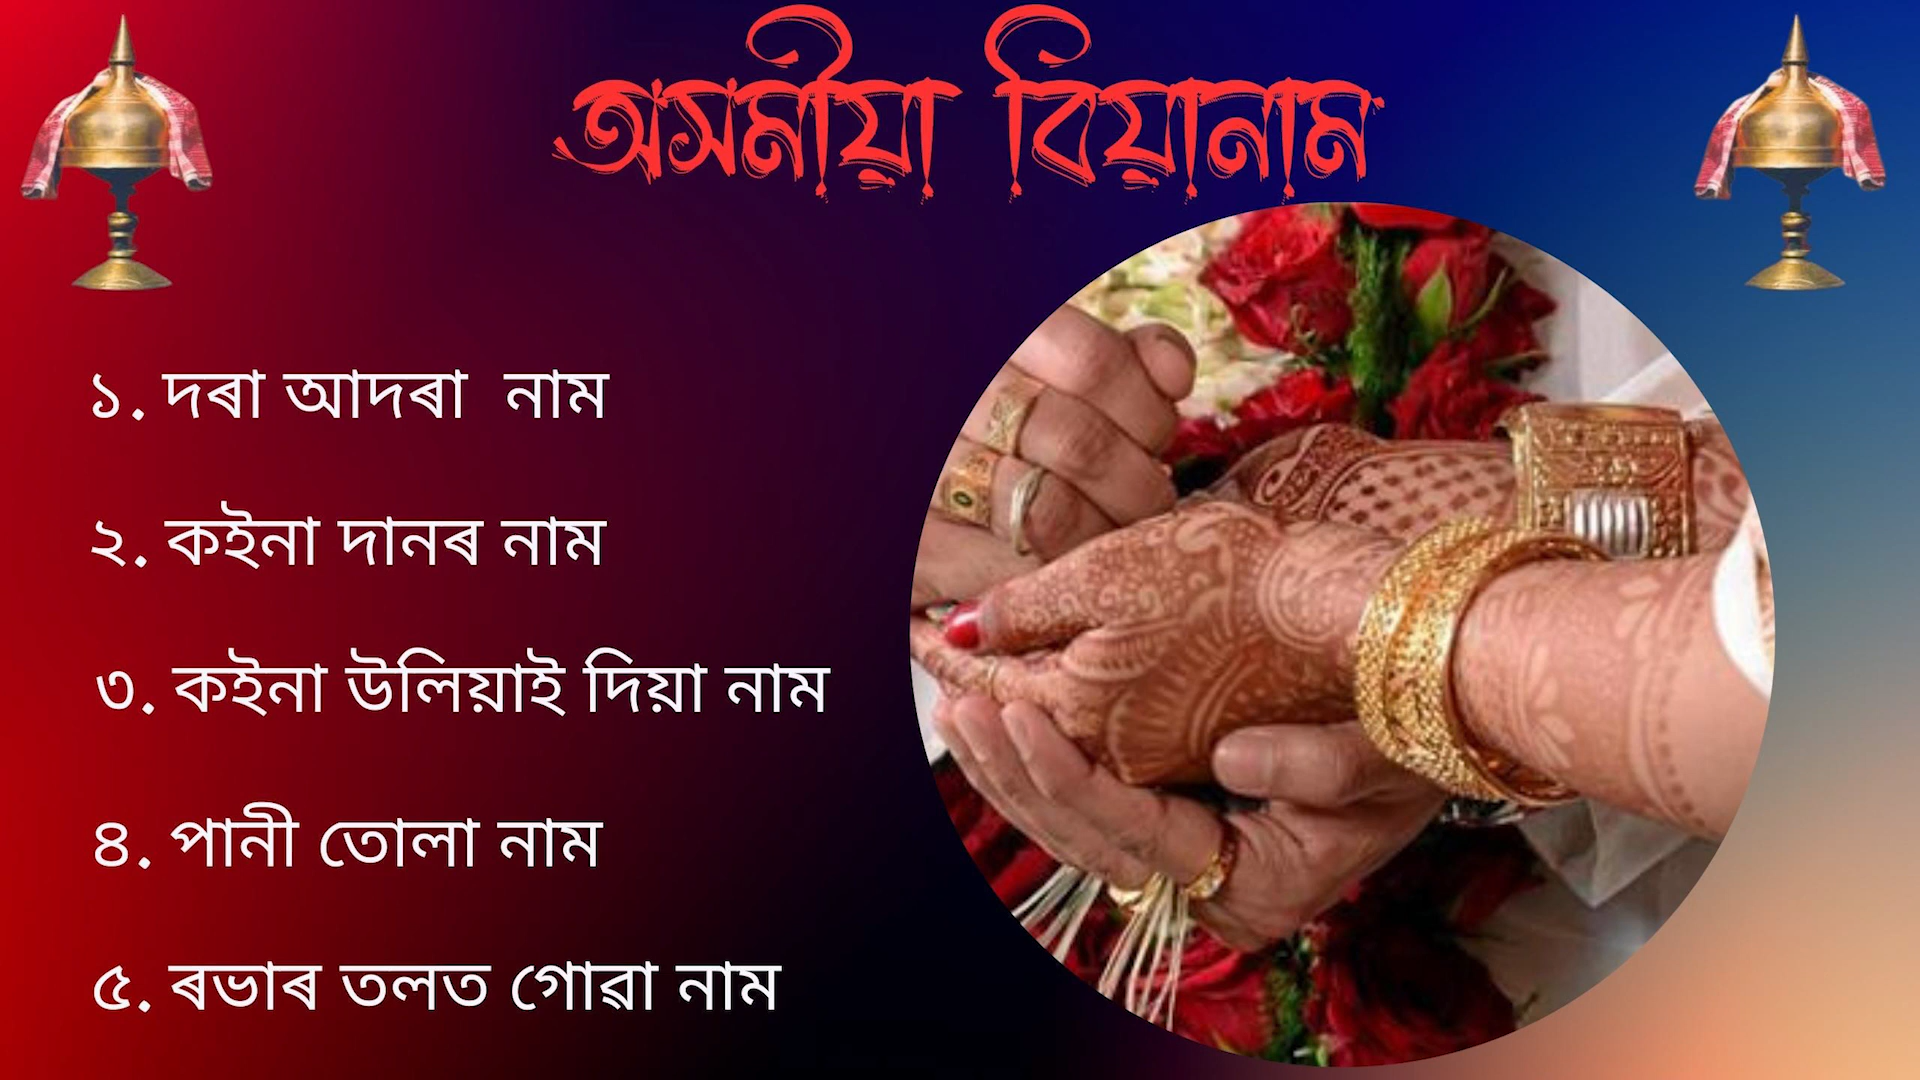 অসমীয়া বিয়ানাম
১. দৰা আদৰা নাম
২. কইনা দানৰ নাম
৩. কইনা উলিয়াই দিয়া নাম
৪. পানী তোলা নাম
৫. ৰভাৰ তলত গোৱা নাম